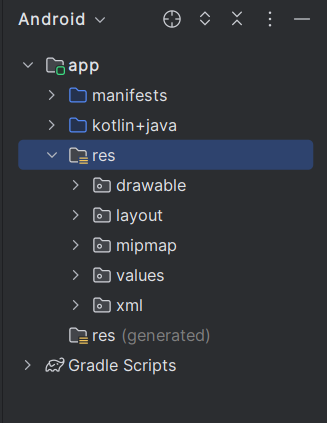 Android
app
manifests
kotlin+java
res
drawable
layout
mipmap
values
xml
res (generated)
Gradle Scripts